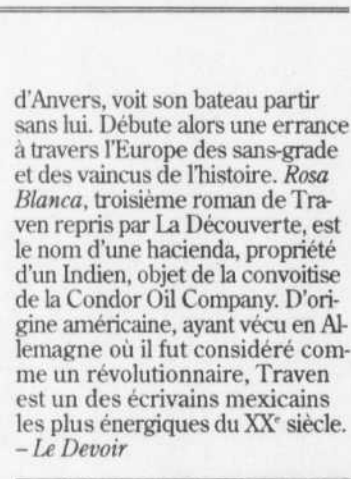 d'Anvers, voit son bateau partir
sans lui. Débute alors une errance
à travers l'Europe des sans-grade
et des vaincus de l'histoire. Rosa
Blanca, troisième roman de Tra-
ven repris par La Découverte, est
le nom d'une hacienda, propriété
d'un Indien, objet de la convoitise
de la Condor Oil Company. D'ori-
gine américaine, ayant vécu en Al-
lemagne où il fut considéré com-
me un révolutionnaire, Traven
est un des écrivains mexicains
les plus énergiques du XXe siècle.
– Le Devoir